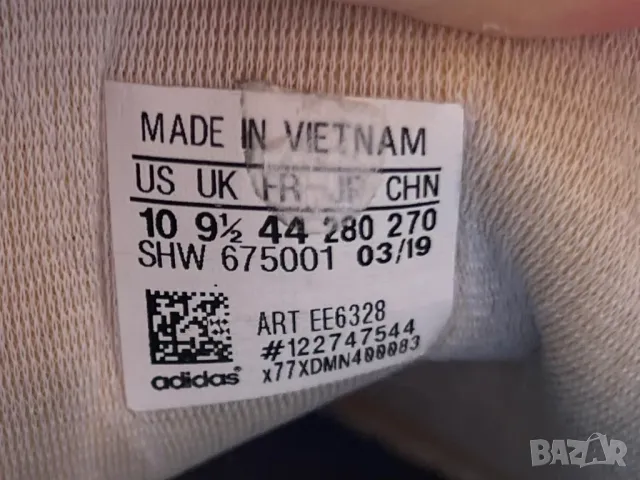 MADE IN VIETNAM
US UK FR JP CHN
10 9½ 44 280 270
SHW 675001 03/19
ART EE6328
#122747544
x77XDMN400083
adidas®
BAZAR